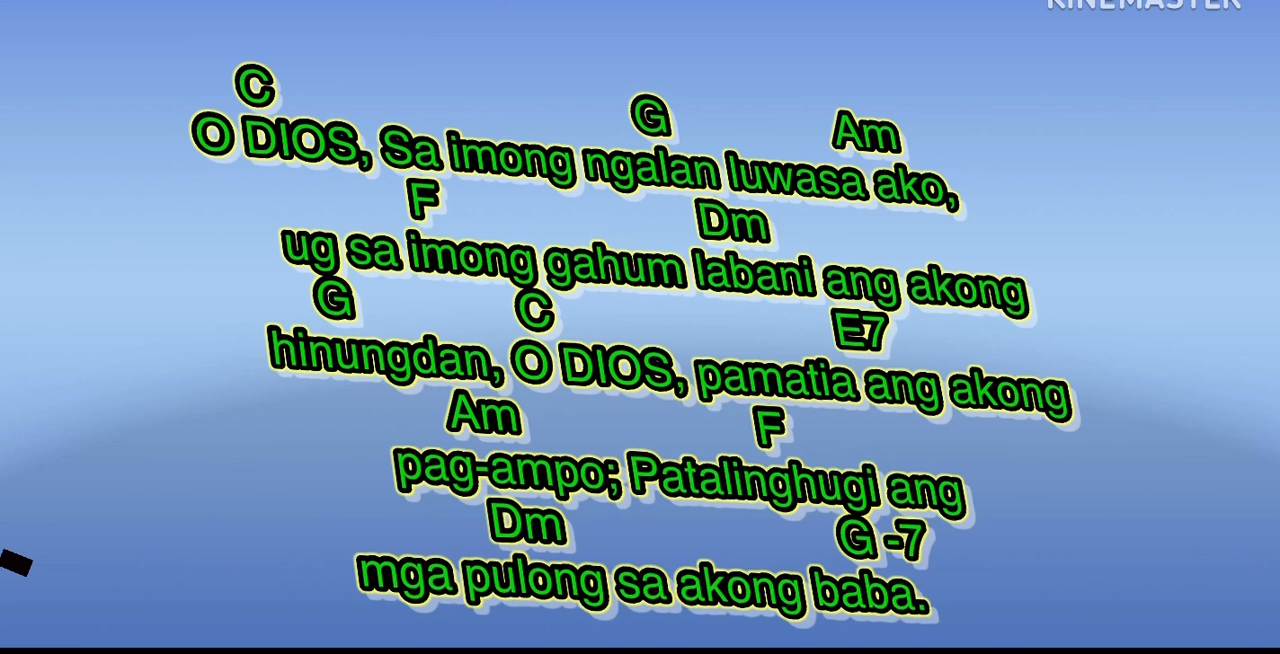 KINEMASTER
C G Am
O DIOS, Sa imong ngalan luwasa ako,
F Dm
ug sa imong gahum labani ang akong
G C E7
hinungdan, O DIOS, pamatia ang akong
Am F
pag-ampo; Patalinghugi ang
Dm G -7
mga pulong sa akong baba.